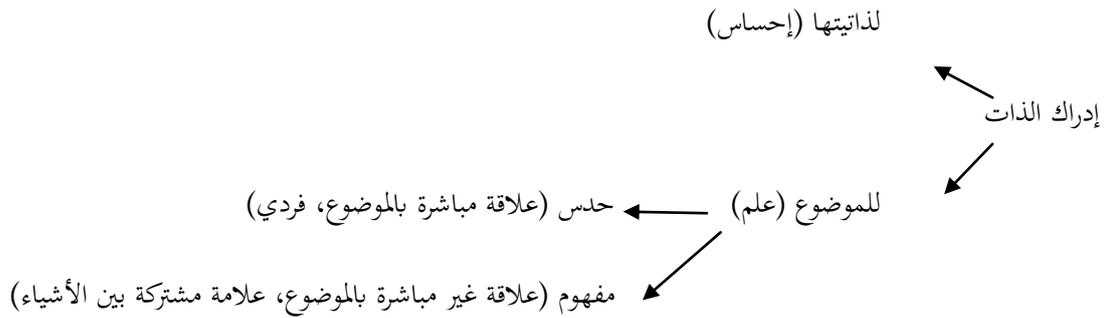 لذاتيتها (إحساس)
إدراك الذات
للموضوع (علم) حدس (علاقة مباشرة بالموضوع، فردي)
مفهوم (علاقة غير مباشرة بالموضوع، علامة مشتركة بين الأشياء)